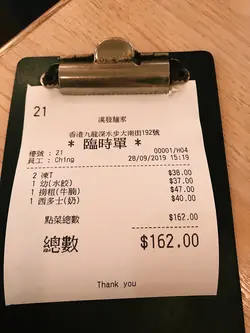 21
漢發麵家
香港九龍深水步大南街192號
* 臨時單 *
檯號 : 21 00001/H04
員工 : Ching 28/09/2019 15:19
2 凍T $38.00
1 幼(水餃) $37.00
1 撈粗(牛腩) $47.00
1 西多士(奶) $40.00
點菜總數 $162.00
總數 $162.00
Thank you